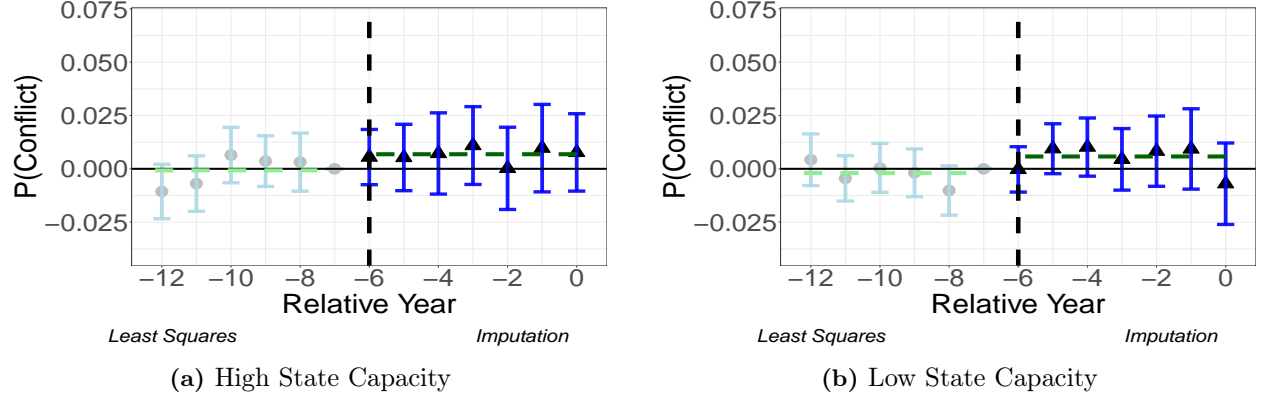 0.075
0.050
0.025
0.000
−0.025
P(Conflict)
−12 −10 −8 −6 −4 −2 0
Relative Year
Least Squares Imputation
(a) High State Capacity
0.075
0.050
0.025
0.000
−0.025
P(Conflict)
−12 −10 −8 −6 −4 −2 0
Relative Year
Least Squares Imputation
(b) Low State Capacity